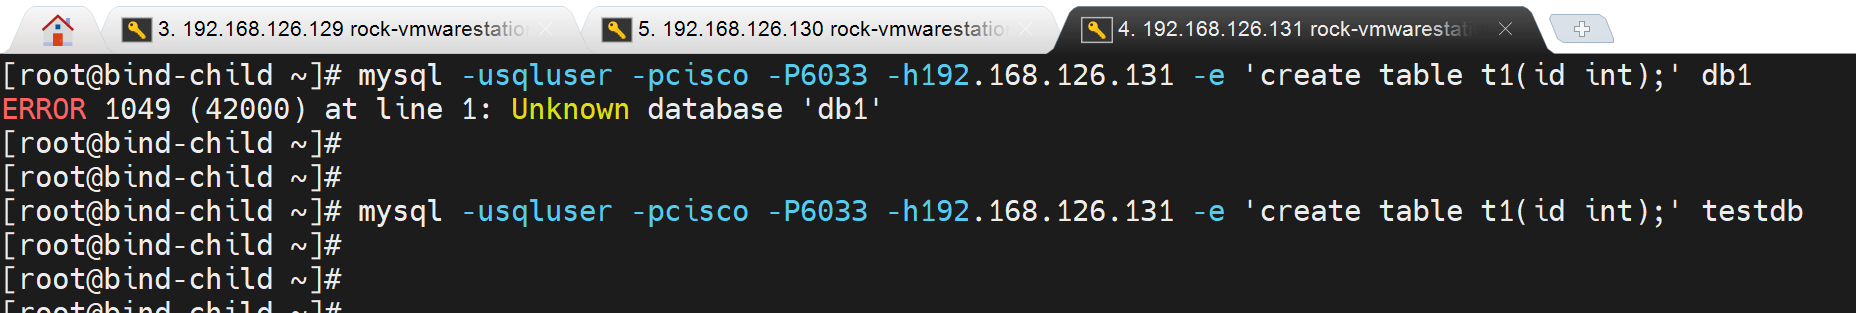 3. 192.168.126.129 rock-vmwarestatio
5. 192.168.126.130 rock-vmwarestatio
4. 192.168.126.131 rock-vmwarestat
[root@bind-child ~]# mysql -usqluser -pcisco -P6033 -h192.168.126.131 -e 'create table t1(id int);' db1
ERROR 1049 (42000) at line 1: Unknown database 'db1'
[root@bind-child ~]#
[root@bind-child ~]#
[root@bind-child ~]# mysql -usqluser -pcisco -P6033 -h192.168.126.131 -e 'create table t1(id int);' testdb
[root@bind-child ~]#
[root@bind-child ~]#
[root@bind-child ~]#